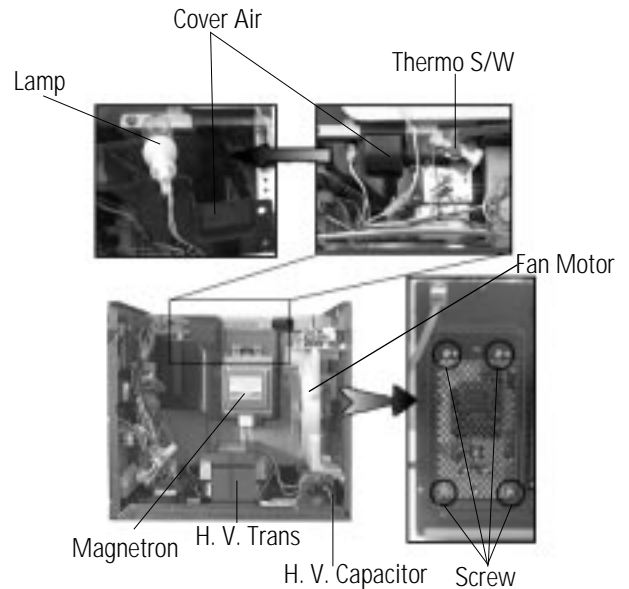 Cover Air
Thermo S/W
Lamp
Fan Motor
Magnetron
H. V. Trans
H. V. Capacitor
Screw